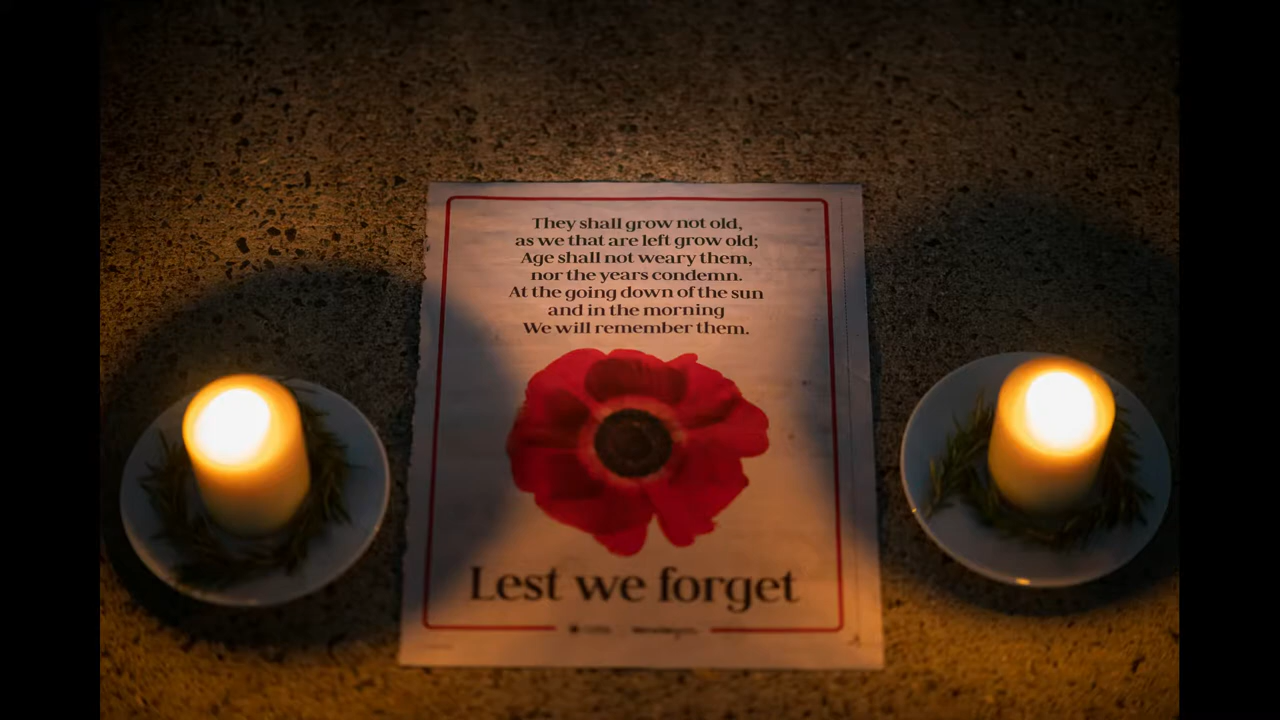 They shall grow not old,
as we that are left grow old;
Age shall not weary them,
nor the years condemn.
At the going down of the sun
and in the morning
We will remember them.
Lest we forget